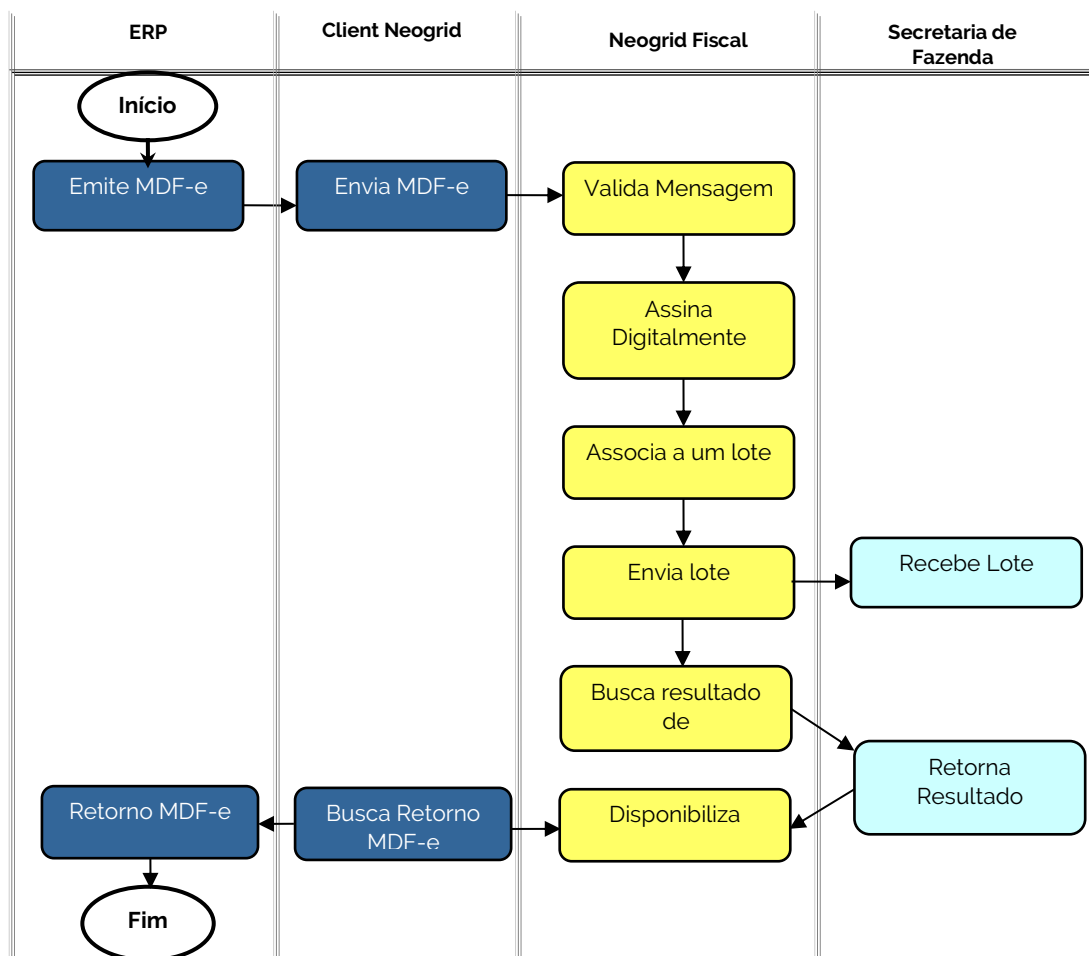 ERP
Client Neogrid
Neogrid Fiscal
Secretaria de
Fazenda
Início
Emite MDF-e
Envia MDF-e
Valida Mensagem
Assina
Digitalmente
Associa a um lote
Envia lote
Recebe Lote
Busca resultado
de
Retorna
Resultado
Retorno MDF-e
Busca Retorno
MDF-e
Disponibiliza
Fim